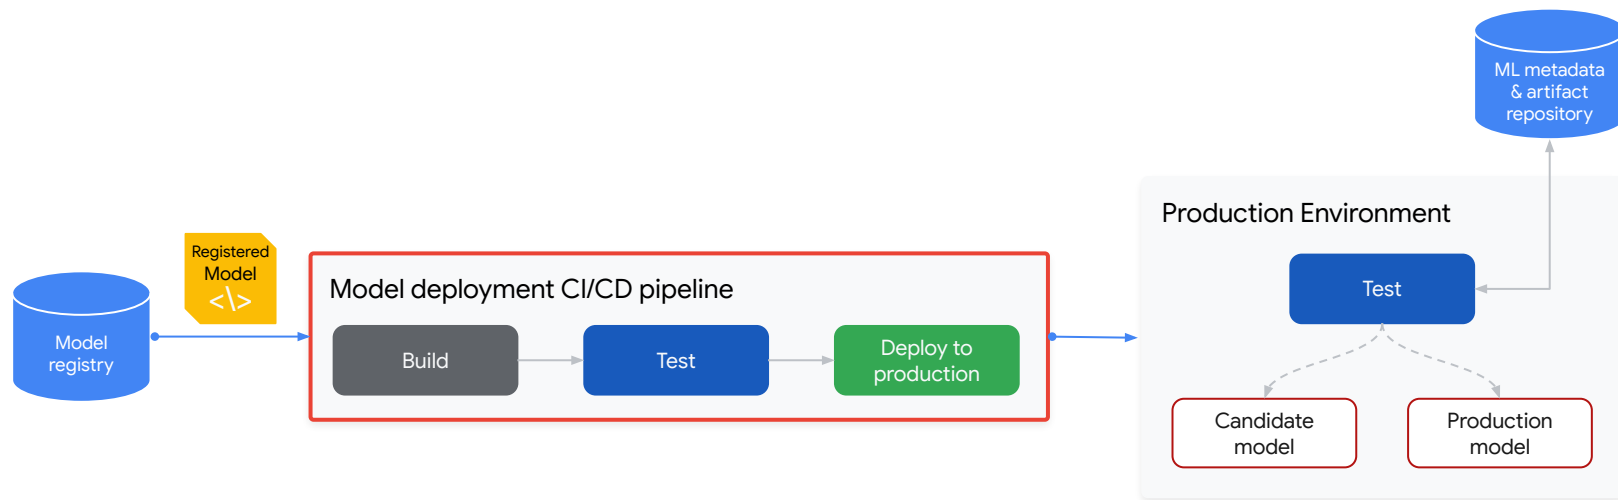 ML metadata
& artifact
repository
Production Environment
Registered
Model
<\>
Model deployment CI/CD pipeline
Test
Model
registry
Build
Test
Deploy to
production
Candidate
model
Production
model